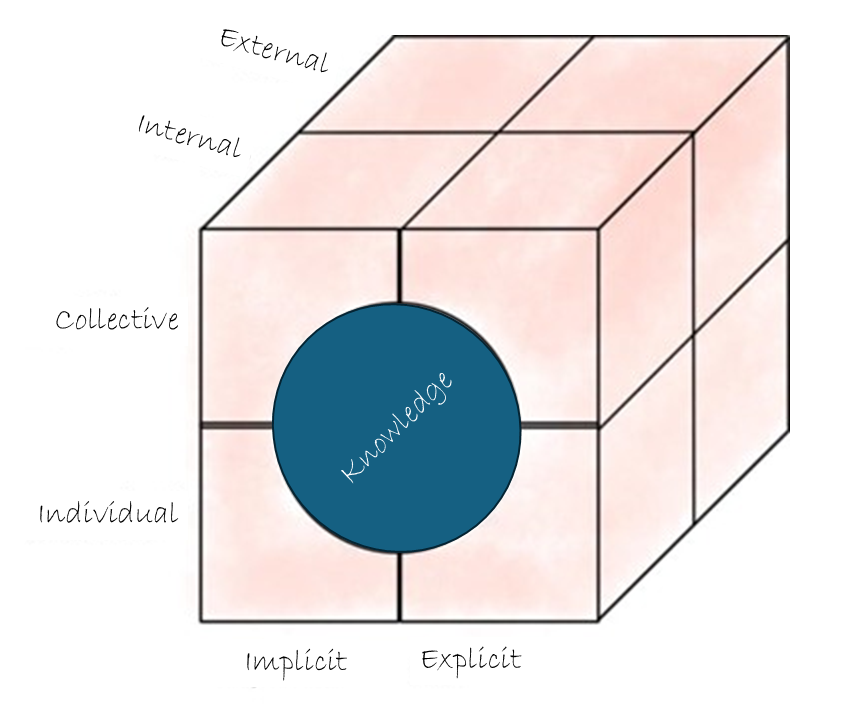 External
Internal
Collective
Knowledge
Individual
Implicit
Explicit